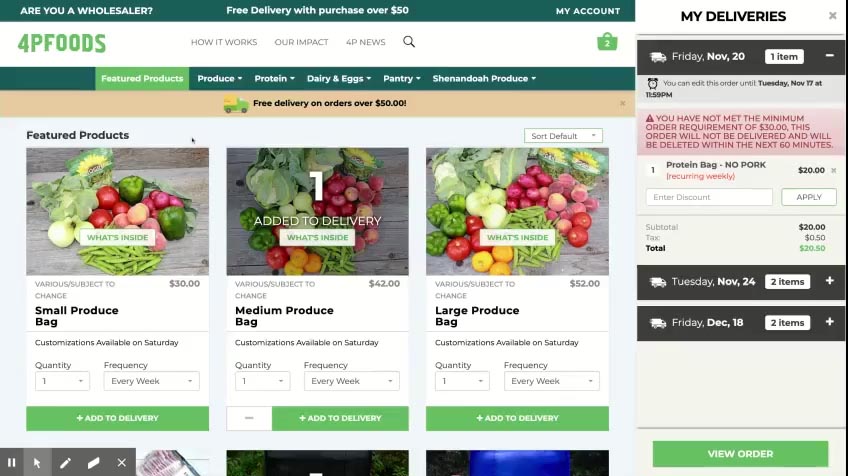 ARE YOU A WHOLESALER?
Free Delivery with purchase over $50
MY ACCOUNT
4PFOODS
HOW IT WORKS
OUR IMPACT
4P NEWS
2
Featured Products
Produce
Protein
Dairy & Eggs
Pantry
Shenandoah Produce
Free delivery on orders over $50.00!
×
Featured Products
Sort Default
WHAT'S INSIDE
VARIOUS/SUBJECT TO
CHANGE
$30.00
Small Produce
Bag
Customizations Available on Saturday
Quantity
Frequency
1
Every Week
+ ADD TO DELIVERY
1
ADDED TO DELIVERY
WHAT'S INSIDE
VARIOUS/SUBJECT TO
CHANGE
$42.00
Medium Produce
Bag
Customizations Available on Saturday
Quantity
Frequency
1
Every Week
—
+ ADD TO DELIVERY
WHAT'S INSIDE
VARIOUS/SUBJECT TO
CHANGE
$52.00
Large Produce
Bag
Customizations Available on Saturday
Quantity
Frequency
1
Every Week
+ ADD TO DELIVERY
MY DELIVERIES
×
Friday, Nov, 20
1 item
−
You can edit this order until Tuesday, Nov 17 at
11:59PM
YOU HAVE NOT MET THE MINIMUM
ORDER REQUIREMENT OF $30.00, THIS
ORDER WILL NOT BE DELIVERED AND WILL
BE DELETED WITHIN THE NEXT 60 MINUTES.
1
Protein Bag - NO PORK
(recurring weekly)
$20.00
×
Enter Discount
APPLY
Subtotal
$20.00
Tax:
$0.50
Total
$20.50
Tuesday, Nov, 24
2 items
+
Friday, Dec, 18
2 items
+
VIEW ORDER